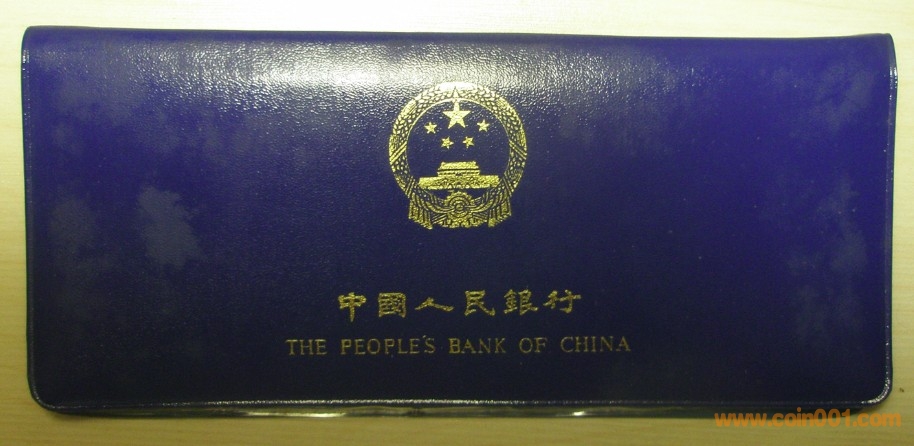 中國人民銀行
THE PEOPLE'S BANK OF CHINA
www.coin001.com